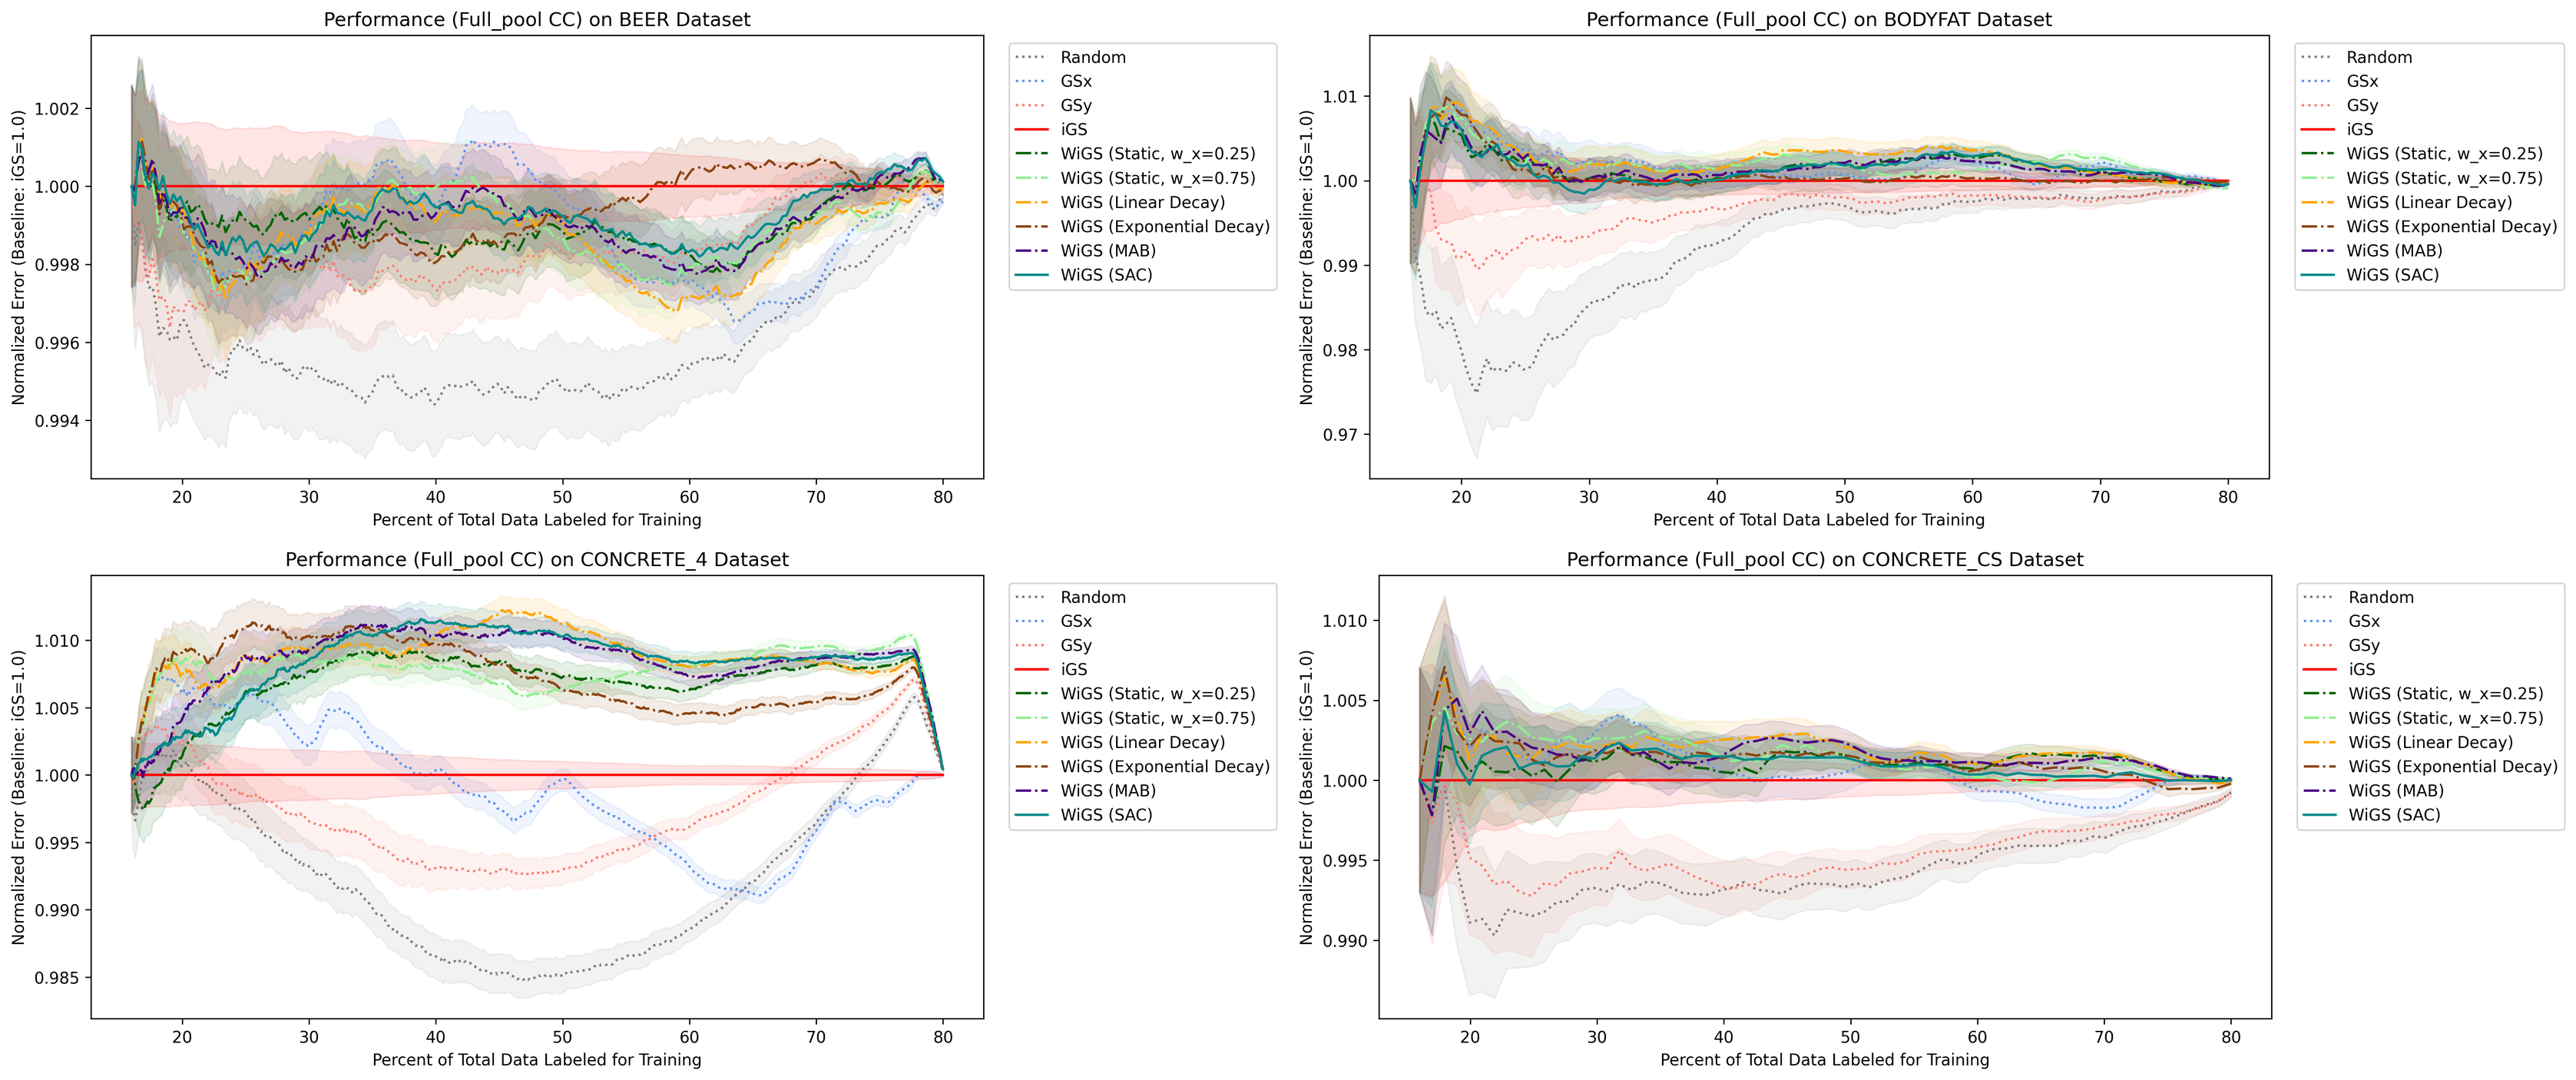 Performance (Full_pool CC) on BEER Dataset
Normalized Error (Baseline: iGS=1.0)
1.002
1.000
0.998
0.996
0.994
20 30 40 50 60 70 80
Percent of Total Data Labeled for Training
Random
GSx
GSy
iGS
WiGS (Static, w_x=0.25)
WiGS (Static, w_x=0.75)
WiGS (Linear Decay)
WiGS (Exponential Decay)
WiGS (MAB)
WiGS (SAC)
Performance (Full_pool CC) on BODYFAT Dataset
Normalized Error (Baseline: iGS=1.0)
1.01
1.00
0.99
0.98
0.97
20 30 40 50 60 70 80
Percent of Total Data Labeled for Training
Random
GSx
GSy
iGS
WiGS (Static, w_x=0.25)
WiGS (Static, w_x=0.75)
WiGS (Linear Decay)
WiGS (Exponential Decay)
WiGS (MAB)
WiGS (SAC)
Performance (Full_pool CC) on CONCRETE_4 Dataset
Normalized Error (Baseline: iGS=1.0)
1.010
1.005
1.000
0.995
0.990
0.985
20 30 40 50 60 70 80
Percent of Total Data Labeled for Training
Random
GSx
GSy
iGS
WiGS (Static, w_x=0.25)
WiGS (Static, w_x=0.75)
WiGS (Linear Decay)
WiGS (Exponential Decay)
WiGS (MAB)
WiGS (SAC)
Performance (Full_pool CC) on CONCRETE_CS Dataset
Normalized Error (Baseline: iGS=1.0)
1.010
1.005
1.000
0.995
0.990
20 30 40 50 60 70 80
Percent of Total Data Labeled for Training
Random
GSx
GSy
iGS
WiGS (Static, w_x=0.25)
WiGS (Static, w_x=0.75)
WiGS (Linear Decay)
WiGS (Exponential Decay)
WiGS (MAB)
WiGS (SAC)